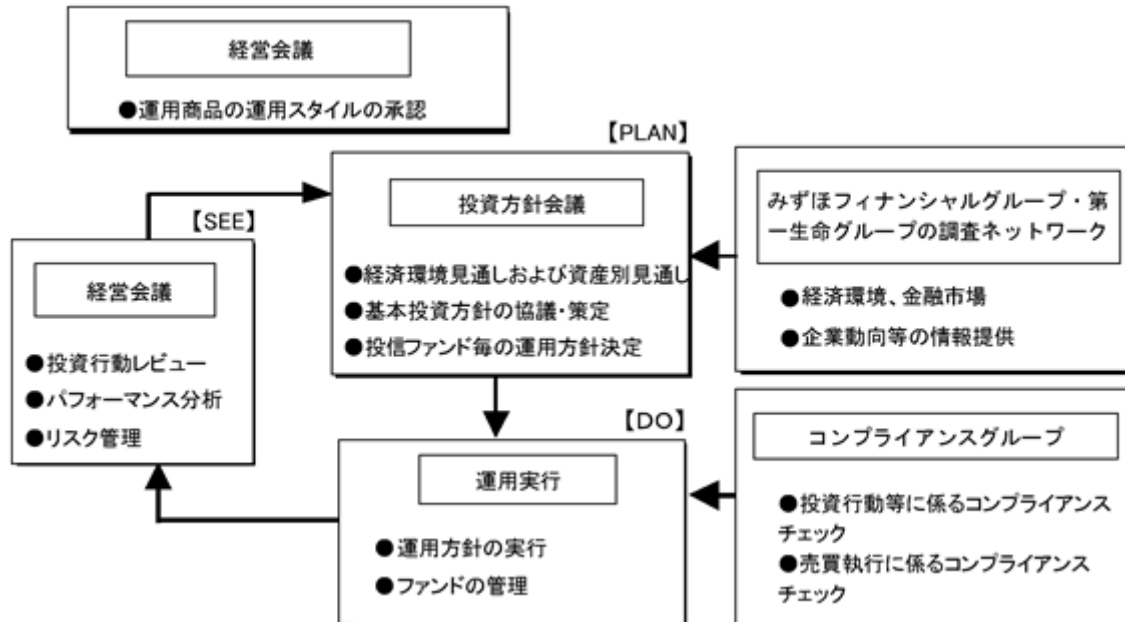 経営会議
●運用商品の運用スタイルの承認
【PLAN】
投資方針会議
●経済環境見通しおよび資産別見通し
●基本投資方針の協議・策定
●投信ファンド毎の運用方針決定
みずほフィナンシャルグループ・第
一生命グループの調査ネットワーク
●経済環境、金融市場
●企業動向等の情報提供
【SEE】
経営会議
●投資行動レビュー
●パフォーマンス分析
●リスク管理
【DO】
運用実行
●運用方針の実行
●ファンドの管理
コンプライアンスグループ
●投資行動等に係るコンプライアンス
チェック
●売買執行に係るコンプライアンス
チェック